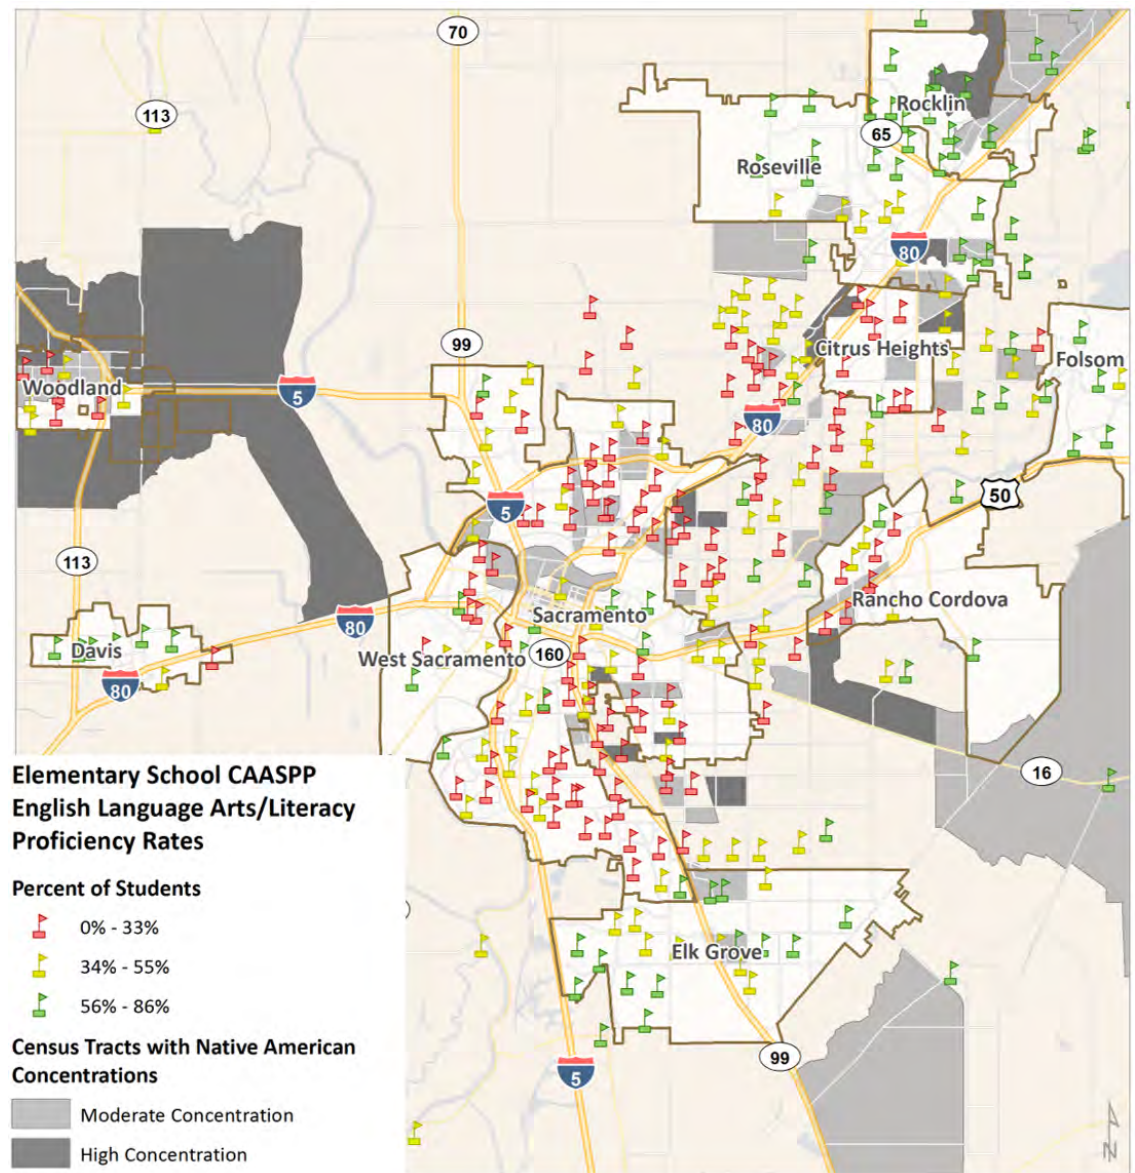 70
113
Rocklin
65
Roseville
80
99
Citrus Heights
Folsom
Woodland
5
80
50
5
113
80
Rancho Cordova
Sacramento
Davis
West Sacramento
160
80
Elementary School CAASPP
English Language Arts/Literacy
Proficiency Rates
16
Percent of Students
0% - 33%
34% - 55%
56% - 86%
Elk Grove
Census Tracts with Native American
Concentrations
99
5
Moderate Concentration
High Concentration
N